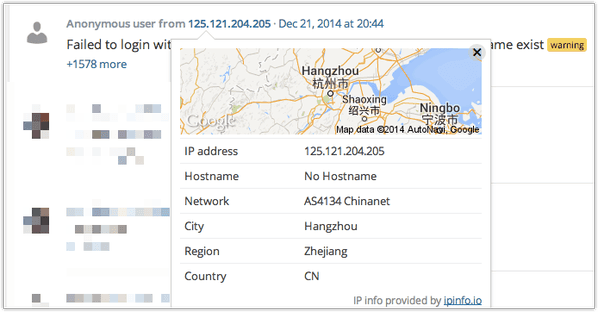 Anonymous user from 125.121.204.205 · Dec 21, 2014 at 20:44
Failed to login wit ame exist warning
+1578 more
×
Hangzhou
杭州市
Shaoxing
绍兴市
Ningbo
宁波市
Google
Map data ©2014 AutoNavi, Google
IP address 125.121.204.205
Hostname No Hostname
Network AS4134 Chinanet
City Hangzhou
Region Zhejiang
Country CN
IP info provided by ipinfo.io